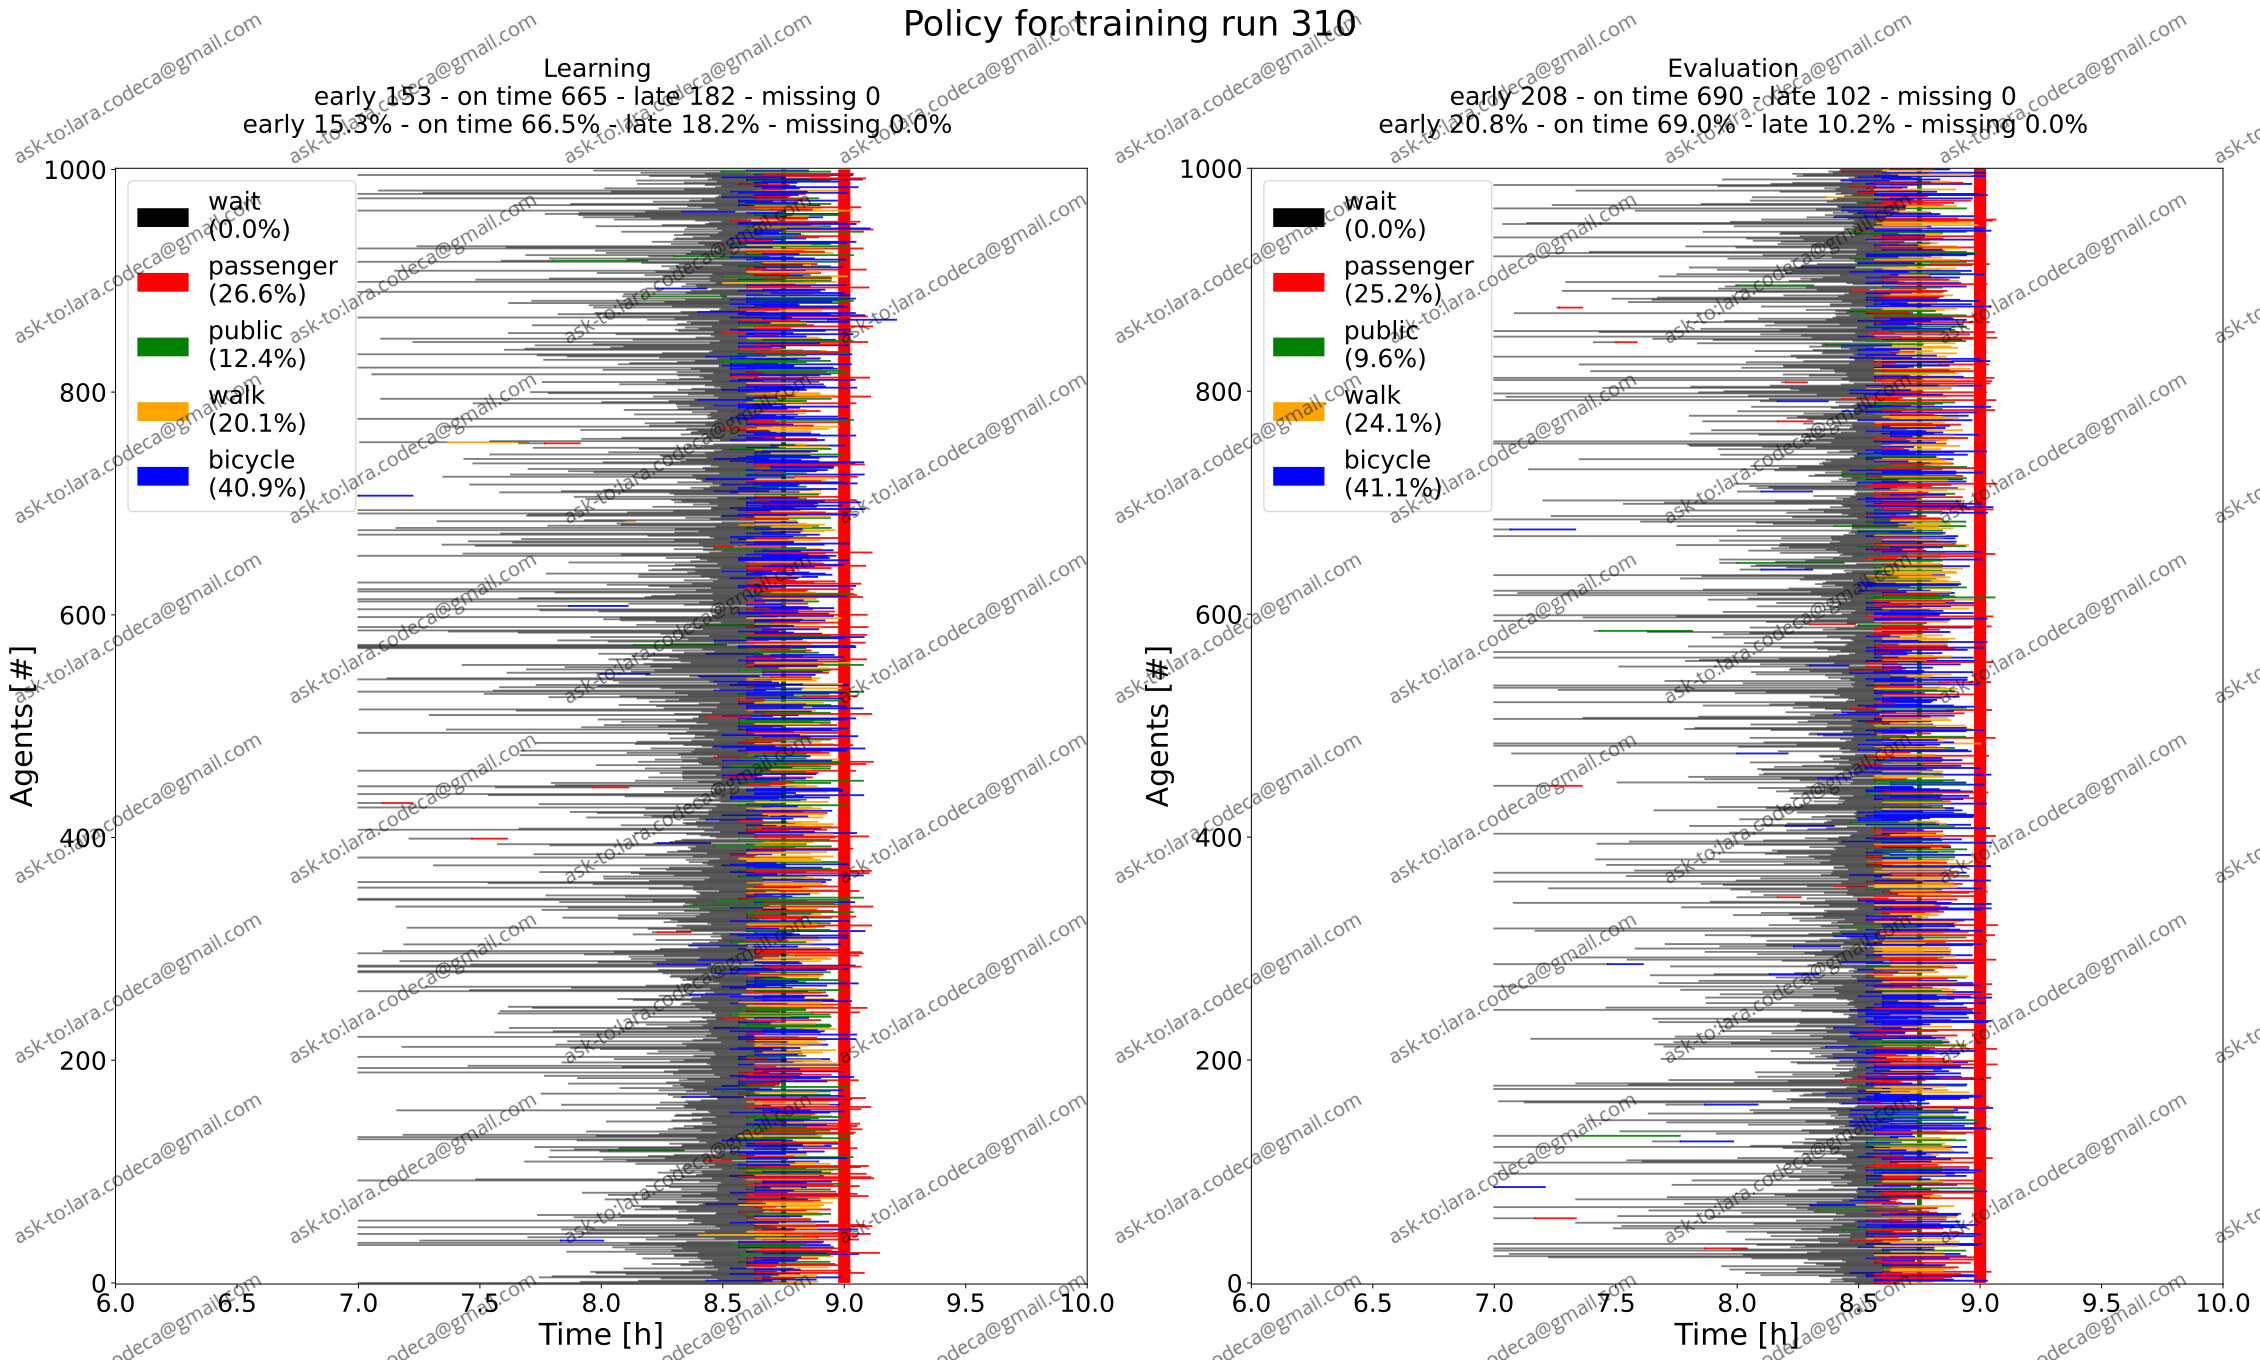 Policy for training run 310
Learning
early 153 - on time 665 - late 182 - missing 0
early 15.3% - on time 66.5% - late 18.2% - missing 0.0%
Evaluation
early 208 - on time 690 - late 102 - missing 0
early 20.8% - on time 69.0% - late 10.2% - missing 0.0%
wait
(0.0%)
passenger
(26.6%)
public
(12.4%)
walk
(20.1%)
bicycle
(40.9%)
wait
(0.0%)
passenger
(25.2%)
public
(9.6%)
walk
(24.1%)
bicycle
(41.1%)
Agents [#]
1000
800
600
400
200
0
6.0 6.5 7.0 7.5 8.0 8.5 9.0 9.5 10.0
Time [h]
Agents [#]
1000
800
600
400
200
0
6.0 6.5 7.0 7.5 8.0 8.5 9.0 9.5 10.0
Time [h]
ask-to:lara.codeca@gmail.com